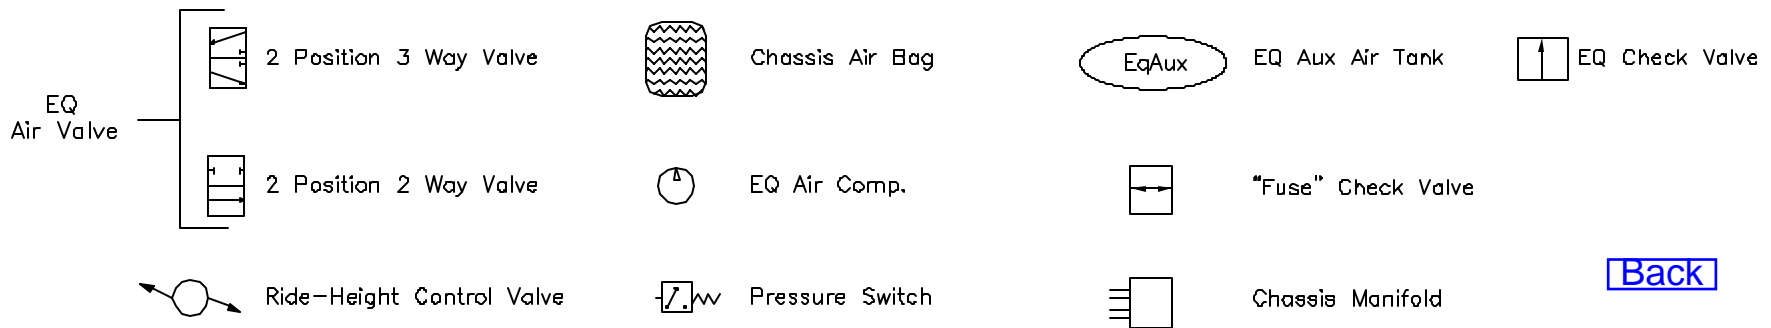 2 Position 3 Way Valve
Chassis Air Bag
EqAux
EQ Aux Air Tank
EQ Check Valve
EQ
Air Valve
2 Position 2 Way Valve
EQ Air Comp.
"Fuse" Check Valve
Back
Ride-Height Control Valve
Pressure Switch
Chassis Manifold